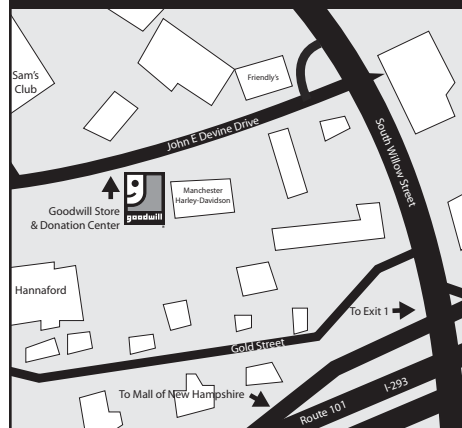 Sam's
Club
Friendly's
John E Devine Drive
South Willow Street
Manchester
Harley-Davidson
goodwill
Goodwill Store
& Donation Center
Hannaford
To Exit 1
Gold Street
To Mall of New Hampshire
I-293
Route 101